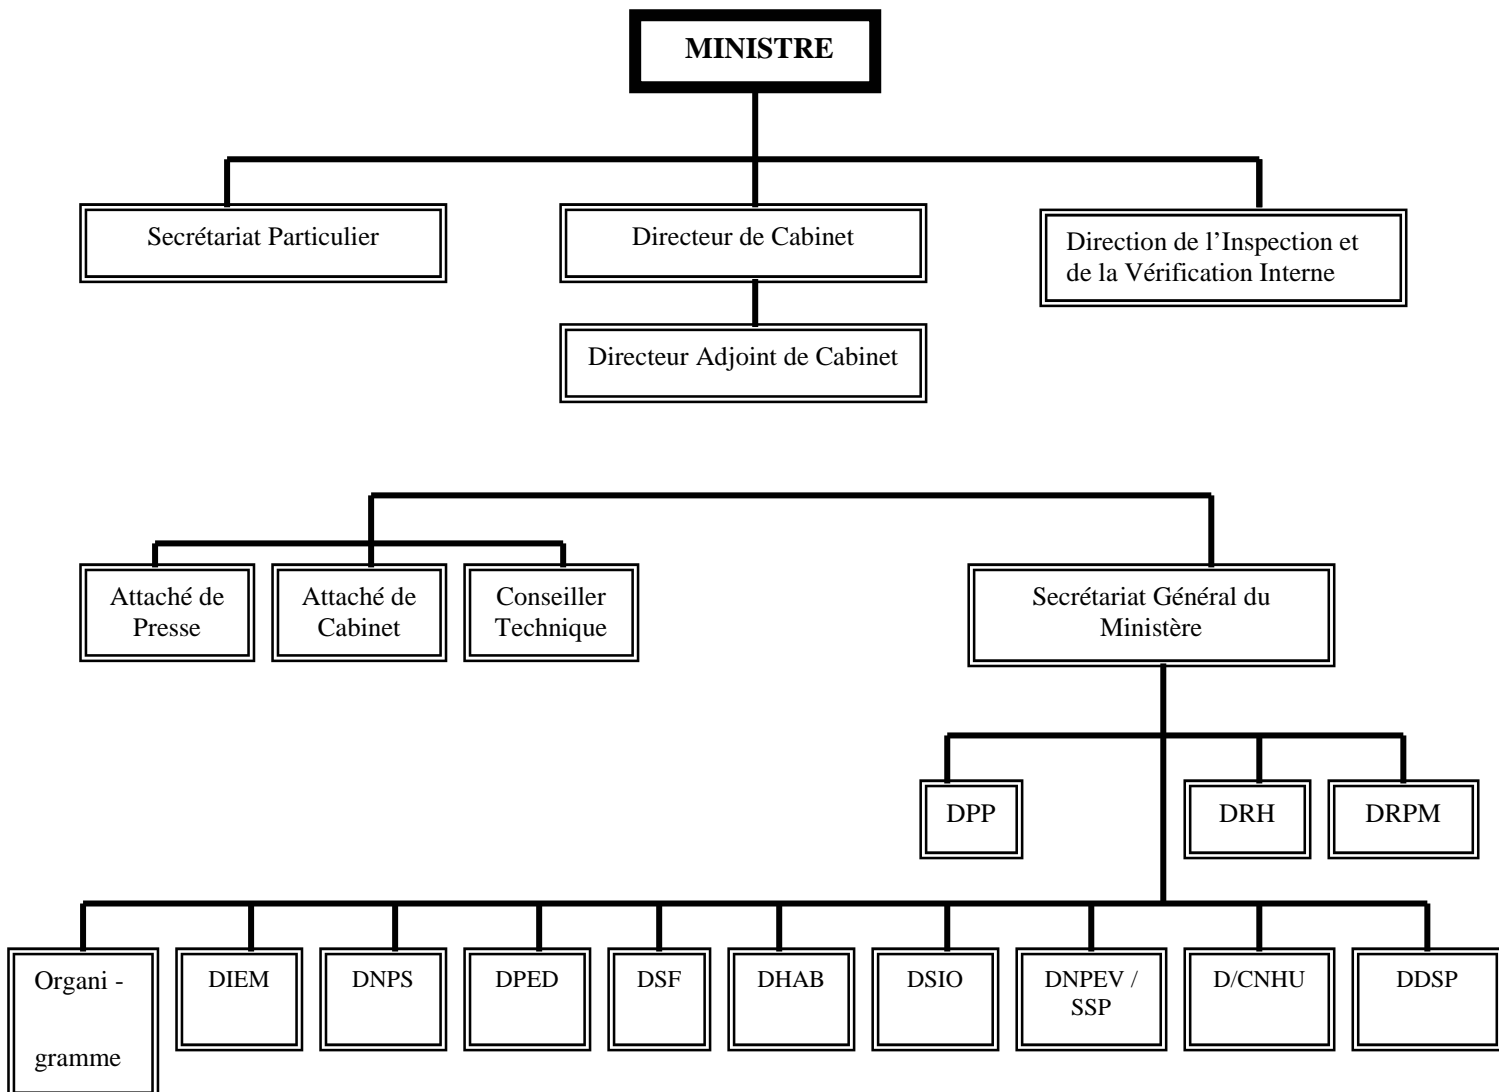 MINISTRE
Secrétariat Particulier
Directeur de Cabinet
Direction de l’Inspection et
de la Vérification Interne
Directeur Adjoint de Cabinet
Attaché de
Presse
Attaché de
Cabinet
Conseiller
Technique
Secrétariat Général du
Ministère
DPP
DRH
DRPM
Organi -
gramme
DIEM
DNPS
DPED
DSF
DHAB
DSIO
DNPEV /
SSP
D/CNHU
DDSP